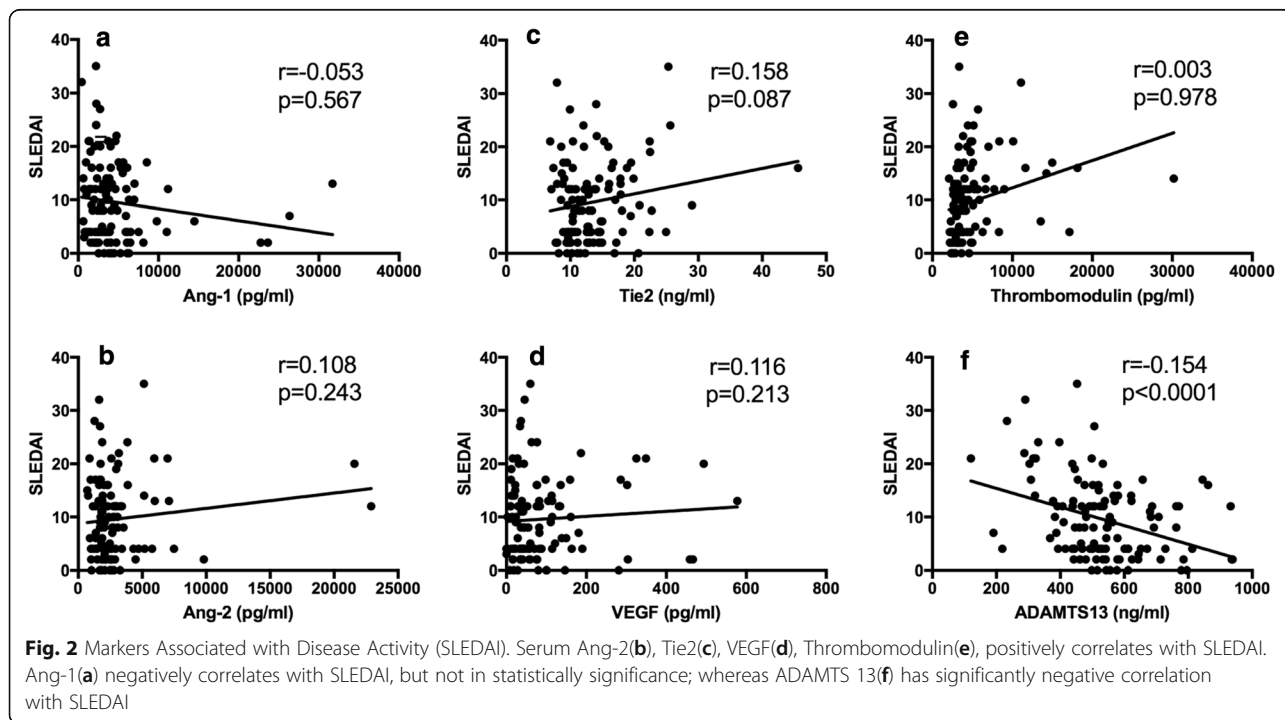 a
r=-0.053
p=0.567
SLEDAI
40
30
20
10
0
0 10000 20000 30000 40000
Ang-1 (pg/ml)
c
r=0.158
p=0.087
SLEDAI
40
30
20
10
0
0 10 20 30 40 50
Tie2 (ng/ml)
e
r=0.003
p=0.978
SLEDAI
40
30
20
10
0
0 10000 20000 30000 40000
Thrombomodulin (pg/ml)
b
r=0.108
p=0.243
SLEDAI
40
30
20
10
0
0 5000 10000 15000 20000 25000
Ang-2 (pg/ml)
d
r=0.116
p=0.213
SLEDAI
40
30
20
10
0
0 200 400 600 800
VEGF (pg/ml)
f
r=-0.154
p<0.0001
SLEDAI
40
30
20
10
0
0 200 400 600 800 1000
ADAMTS13 (ng/ml)
Fig. 2 Markers Associated with Disease Activity (SLEDAI). Serum Ang-2(b), Tie2(c), VEGF(d), Thrombomodulin(e), positively correlates with SLEDAI.
Ang-1(a) negatively correlates with SLEDAI, but not in statistically significance; whereas ADAMTS 13(f) has significantly negative correlation
with SLEDAI